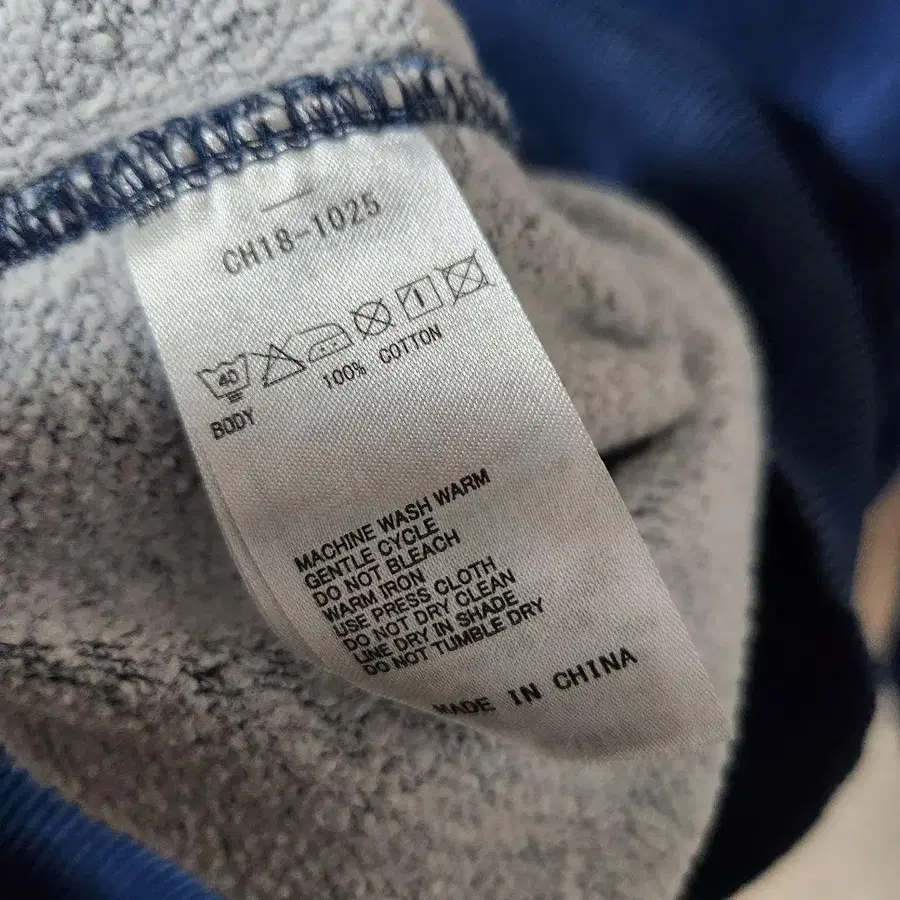 CH18-1025
40
BODY 100% COTTON
MACHINE WASH WARM
GENTLE CYCLE
DO NOT BLEACH
WARM IRON
USE PRESS CLOTH
DO NOT DRY CLEAN
LINE DRY IN SHADE
DO NOT TUMBLE DRY
MADE IN CHINA